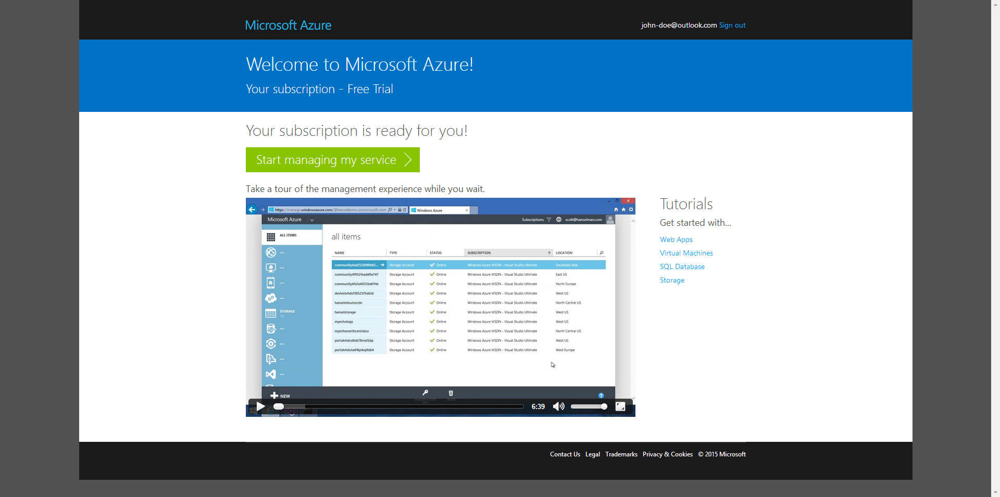 Microsoft Azure
john-doe@outlook.com Sign out
Welcome to Microsoft Azure!
Your subscription - Free Trial
Your subscription is ready for you!
Start managing my service
Take a tour of the management experience while you wait.
https://manage.windowsazure.com/@hanseldemo.onmicrosoft.com
Windows Azure
Microsoft Azure
Subscriptions
scott@hanselman.com
ALL ITEMS
all items
NAME TYPE STATUS SUBSCRIPTION LOCATION
community4ad25200f8b82... Storage Account Online Windows Azure MSDN - Visual Studio Ultimate Southeast Asia
community4f952feadd9a747 Storage Account Online Windows Azure MSDN - Visual Studio Ultimate East US
community4fa5e6055bd0f4e Storage Account Online Windows Azure MSDN - Visual Studio Ultimate North Europe
devtestvhdsf38525f5eb1d Storage Account Online Windows Azure MSDN - Visual Studio Ultimate West US
hanselminutescdn Storage Account Online Windows Azure MSDN - Visual Studio Ultimate North Central US
hanselstorage Storage Account Online Windows Azure MSDN - Visual Studio Ultimate West US
myechologs Storage Account Online Windows Azure MSDN - Visual Studio Ultimate West US
myechonorthcentralus Storage Account Online Windows Azure MSDN - Visual Studio Ultimate North Central US
Storage Account Online Windows Azure MSDN - Visual Studio Ultimate West US
Storage Account Online Windows Azure MSDN - Visual Studio Ultimate West Europe
STORAGE
10
NEW
6:39
Tutorials
Get started with...
Web Apps
Virtual Machines
SQL Database
Storage
Contact Us Legal Trademarks Privacy & Cookies © 2015 Microsoft